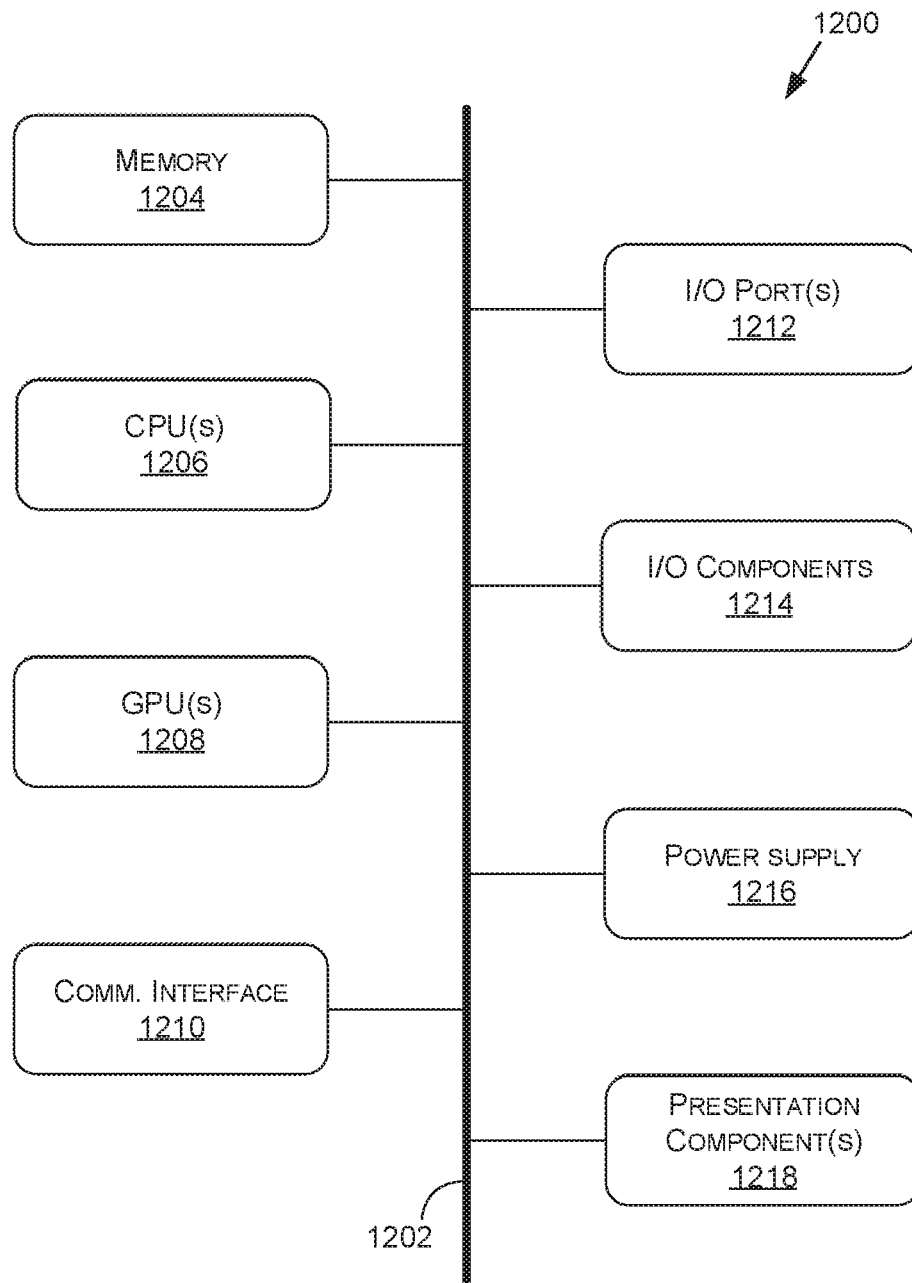 1200
MEMORY
1204
I/O PORT(S)
1212
CPU(S)
1206
I/O COMPONENTS
1214
GPU(S)
1208
POWER SUPPLY
1216
COMM. INTERFACE
1210
PRESENTATION
COMPONENT(S)
1218
1202